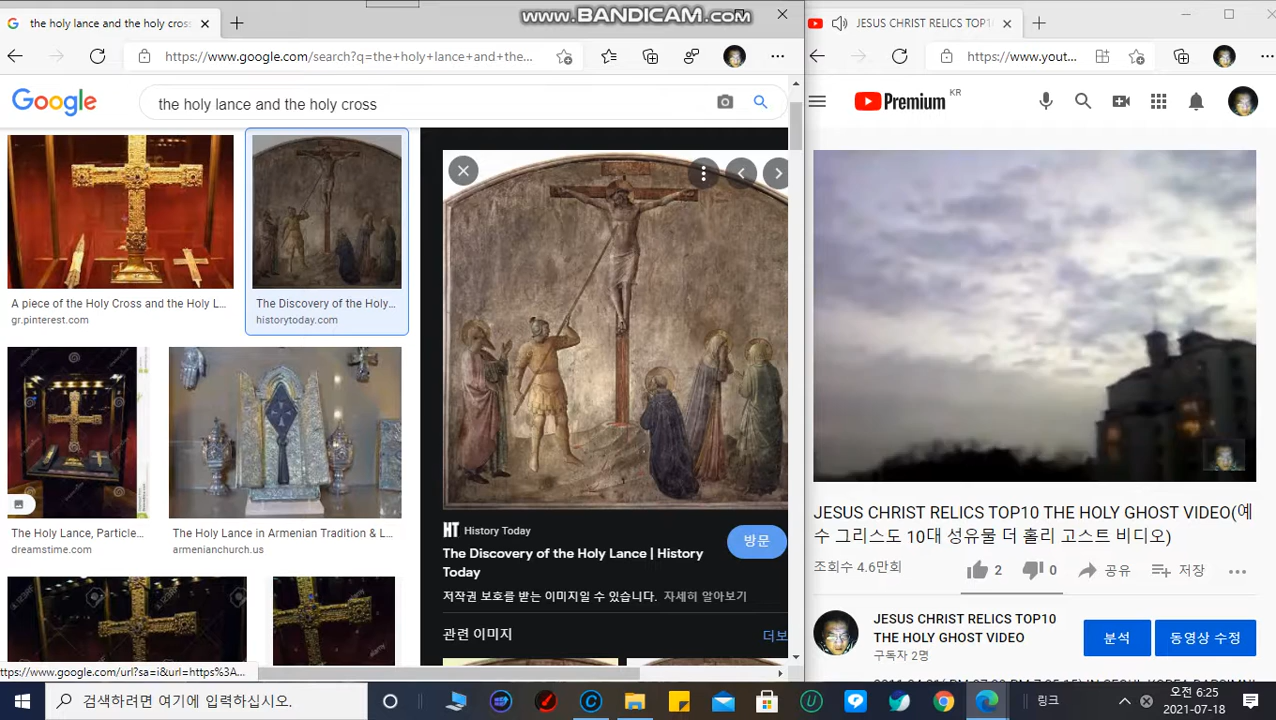 the holy lance and the holy cross
www.BANDICAM.com
https://www.google.com/search?q=the+holy+lance+and+the...
Google
the holy lance and the holy cross
A piece of the Holy Cross and the Holy L...
gr.pinterest.com
The Discovery of the Holy...
historytoday.com
The Holy Lance, Particle...
dreamstime.com
The Holy Lance in Armenian Tradition & L...
armenianchurch.us
HT History Today
방문
The Discovery of the Holy Lance | History
Today
저작권 보호를 받는 이미지일 수 있습니다. 자세히 알아보기
관련 이미지
더보
ttps://www.google.com/url?sa=i&url=https%3A...
JESUS CHRIST RELICS TOP1
https://www.yout...
Premium KR
JESUS CHRIST RELICS TOP10 THE HOLY GHOST VIDEO(예
수 그리스도 10대 성유물 더 홀리 고스트 비디오)
조회수 4.6만회
2
0
공유
저장
JESUS CHRIST RELICS TOP10
THE HOLY GHOST VIDEO
구독자 2명
분석
동영상 수정
검색하려면 여기에 입력하십시오.
링크
오전 6:25
2021-07-18